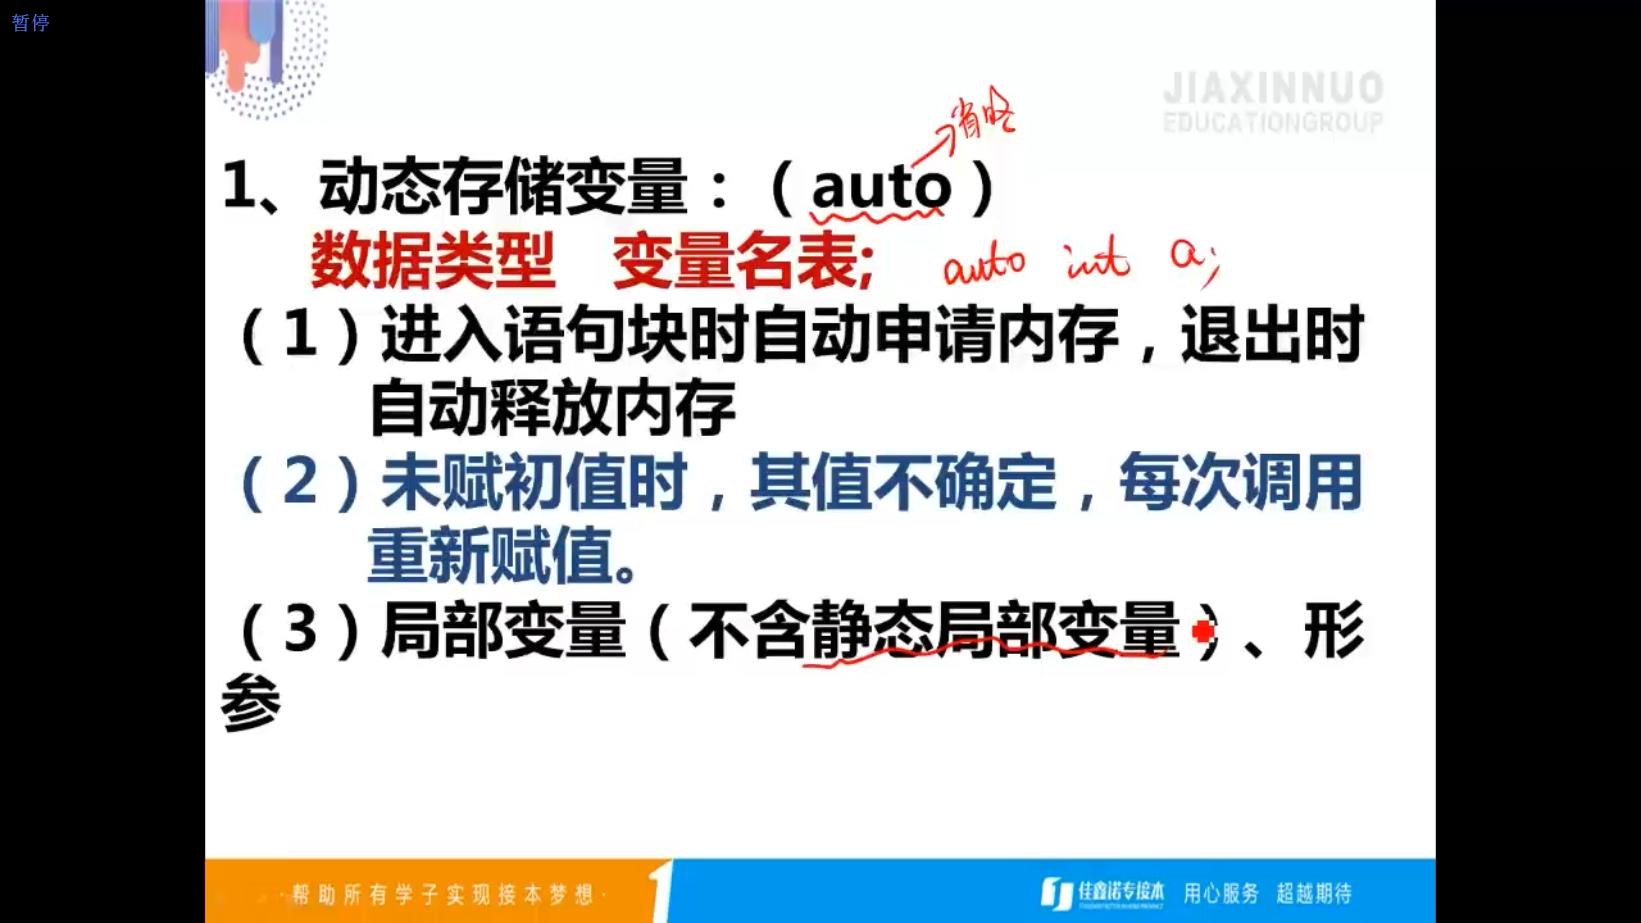 暂停
JIAXINNUO
EDUCATIONGROUP
省略
1、动态存储变量：（auto）
数据类型 变量名表; auto int a;
（1）进入语句块时自动申请内存，退出时
自动释放内存
（2）未赋初值时，其值不确定，每次调用
重新赋值。
（3）局部变量（不含静态局部变量）、形
参
·帮助所有学子实现接本梦想·
佳鑫诺专接本
用心服务 超越期待